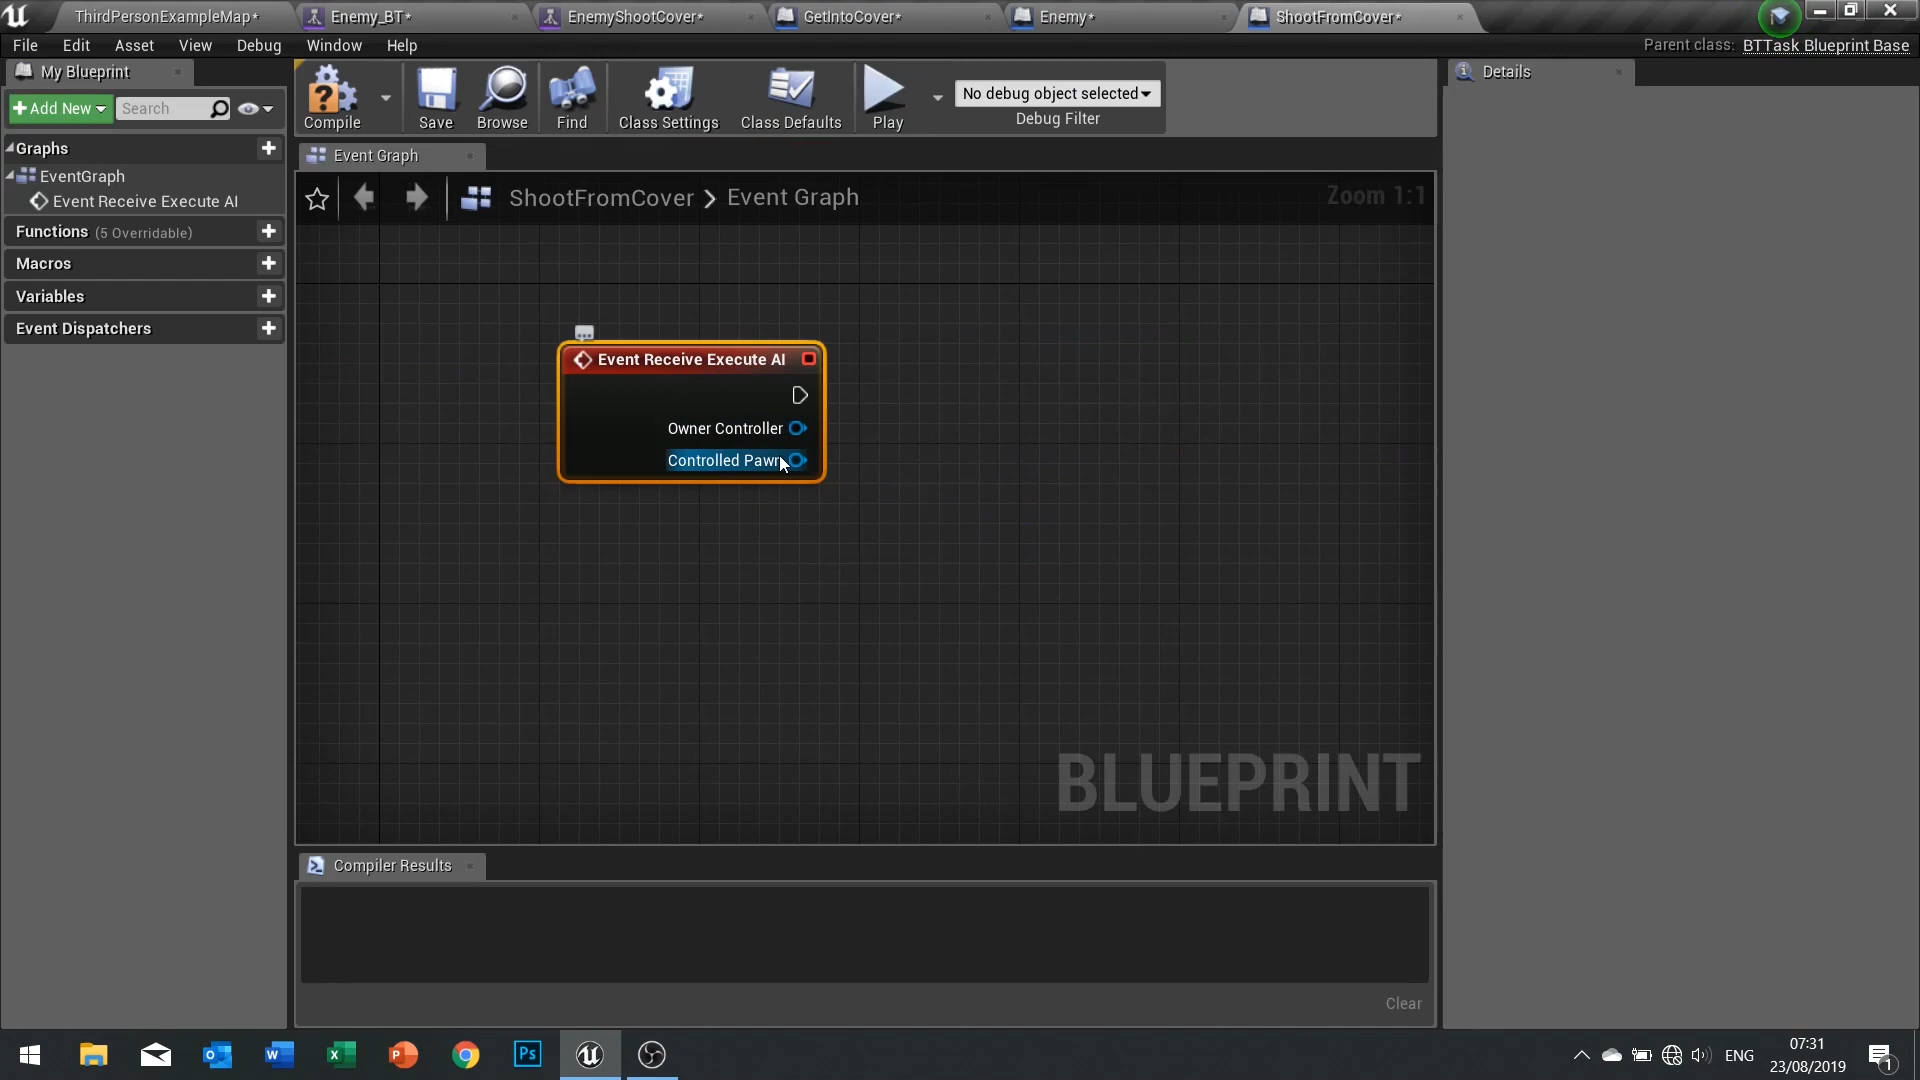 ThirdPersonExampleMap*
Enemy_BT*
EnemyShootCover*
GetIntoCover*
Enemy*
ShootFromCover*
File Edit Asset View Debug Window Help
Parent class: BTTask Blueprint Base
My Blueprint
Add New
Search
Graphs
EventGraph
Event Receive Execute AI
Functions (5 Overridable)
Macros
Variables
Event Dispatchers
Compile
Save
Browse
Find
Class Settings
Class Defaults
Play
No debug object selected
Debug Filter
Event Graph
ShootFromCover > Event Graph
Zoom 1:1
Event Receive Execute AI
Owner Controller
Controlled Pawn
BLUEPRINT
Compiler Results
Clear
Details
ENG
07:31
23/08/2019
1